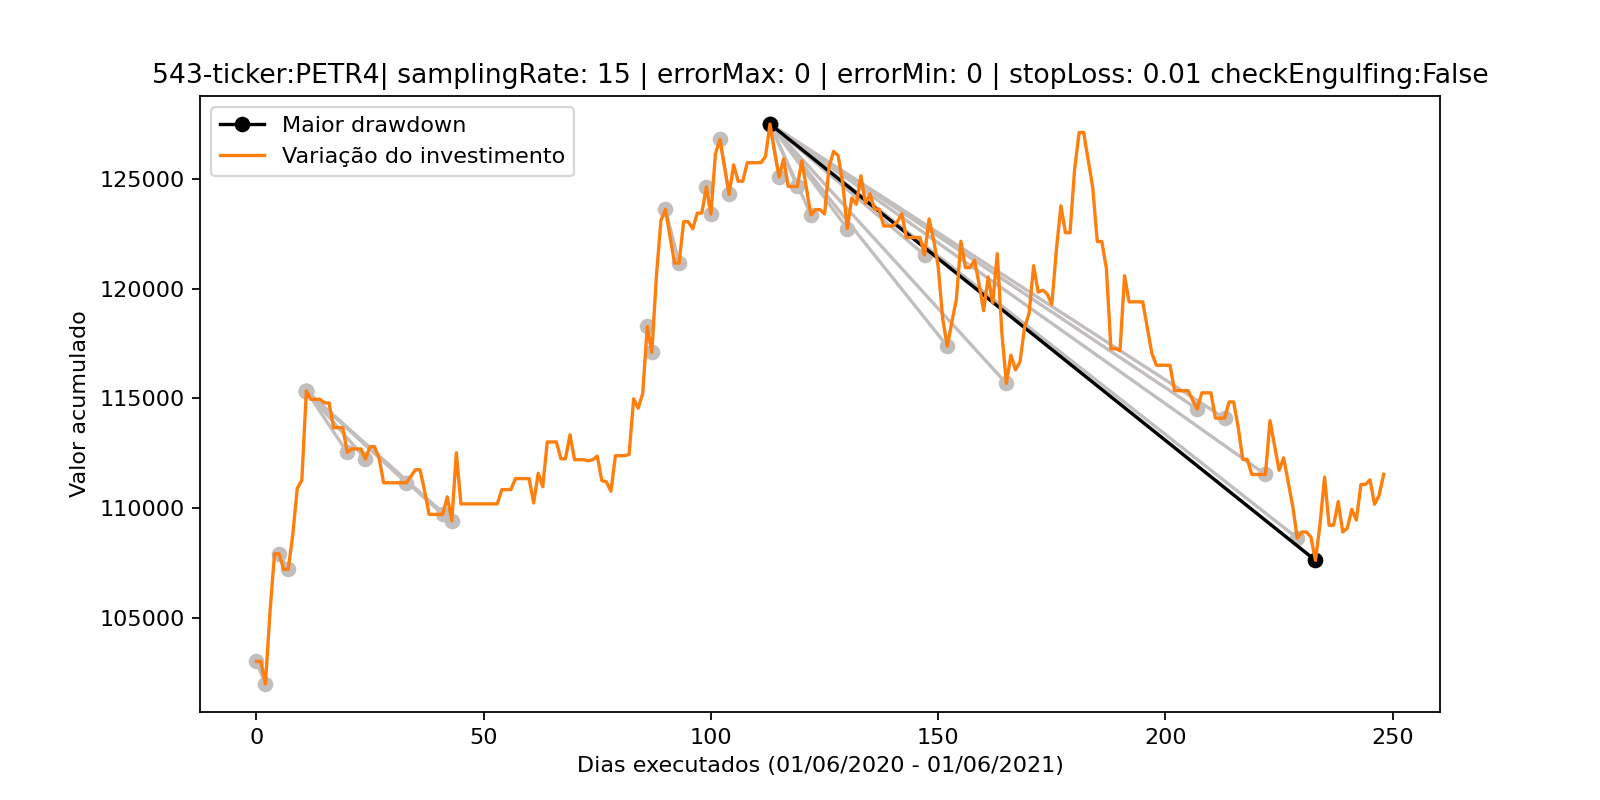 543-ticker:PETR4| samplingRate: 15 | errorMax: 0 | errorMin: 0 | stopLoss: 0.01 checkEngulfing:False
Maior drawdown
Variação do investimento
Valor acumulado
125000
120000
115000
110000
105000
0 50 100 150 200 250
Dias executados (01/06/2020 - 01/06/2021)